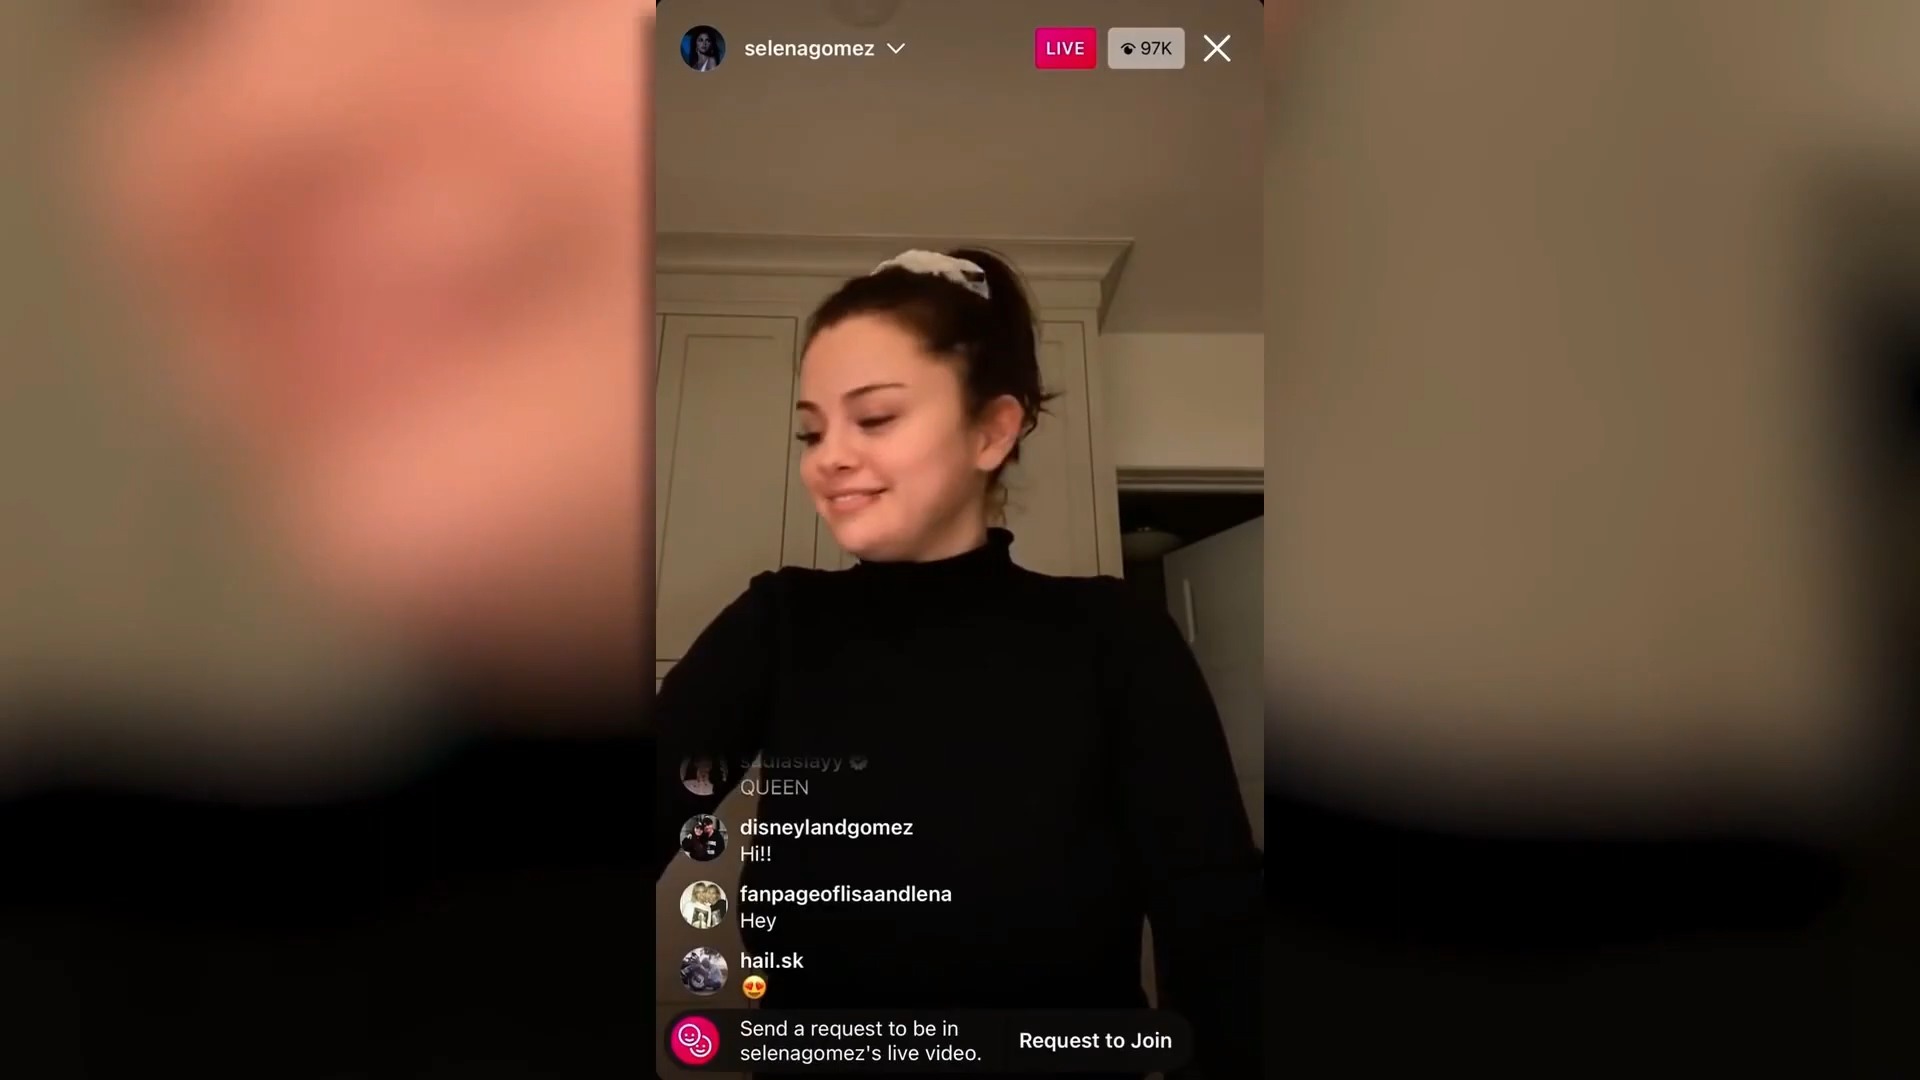 selenagomez
LIVE
97K
sadiaslayy
QUEEN
disneylandgomez
Hi!!
fanpageoflisaandlena
Hey
hail.sk
😍
Send a request to be in
selenagomez's live video.
Request to Join